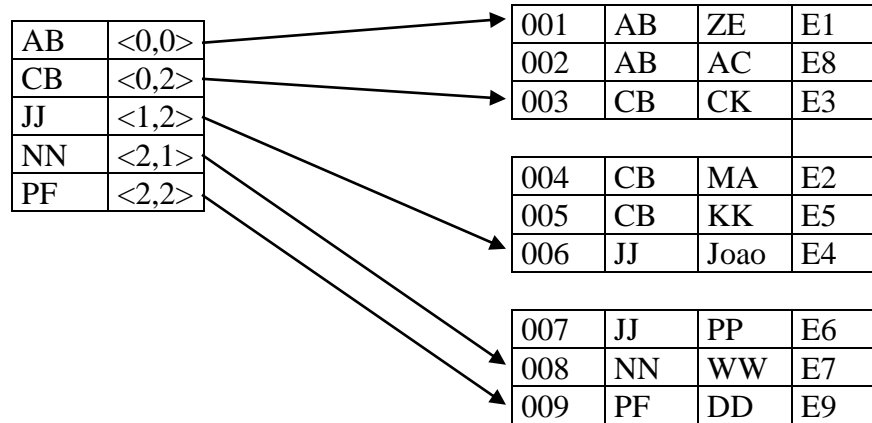 AB <0,0>
CB <0,2>
JJ <1,2>
NN <2,1>
PF <2,2>
001 AB ZE E1
002 AB AC E8
003 CB CK E3
004 CB MA E2
005 CB KK E5
006 JJ Joao E4
007 JJ PP E6
008 NN WW E7
009 PF DD E9